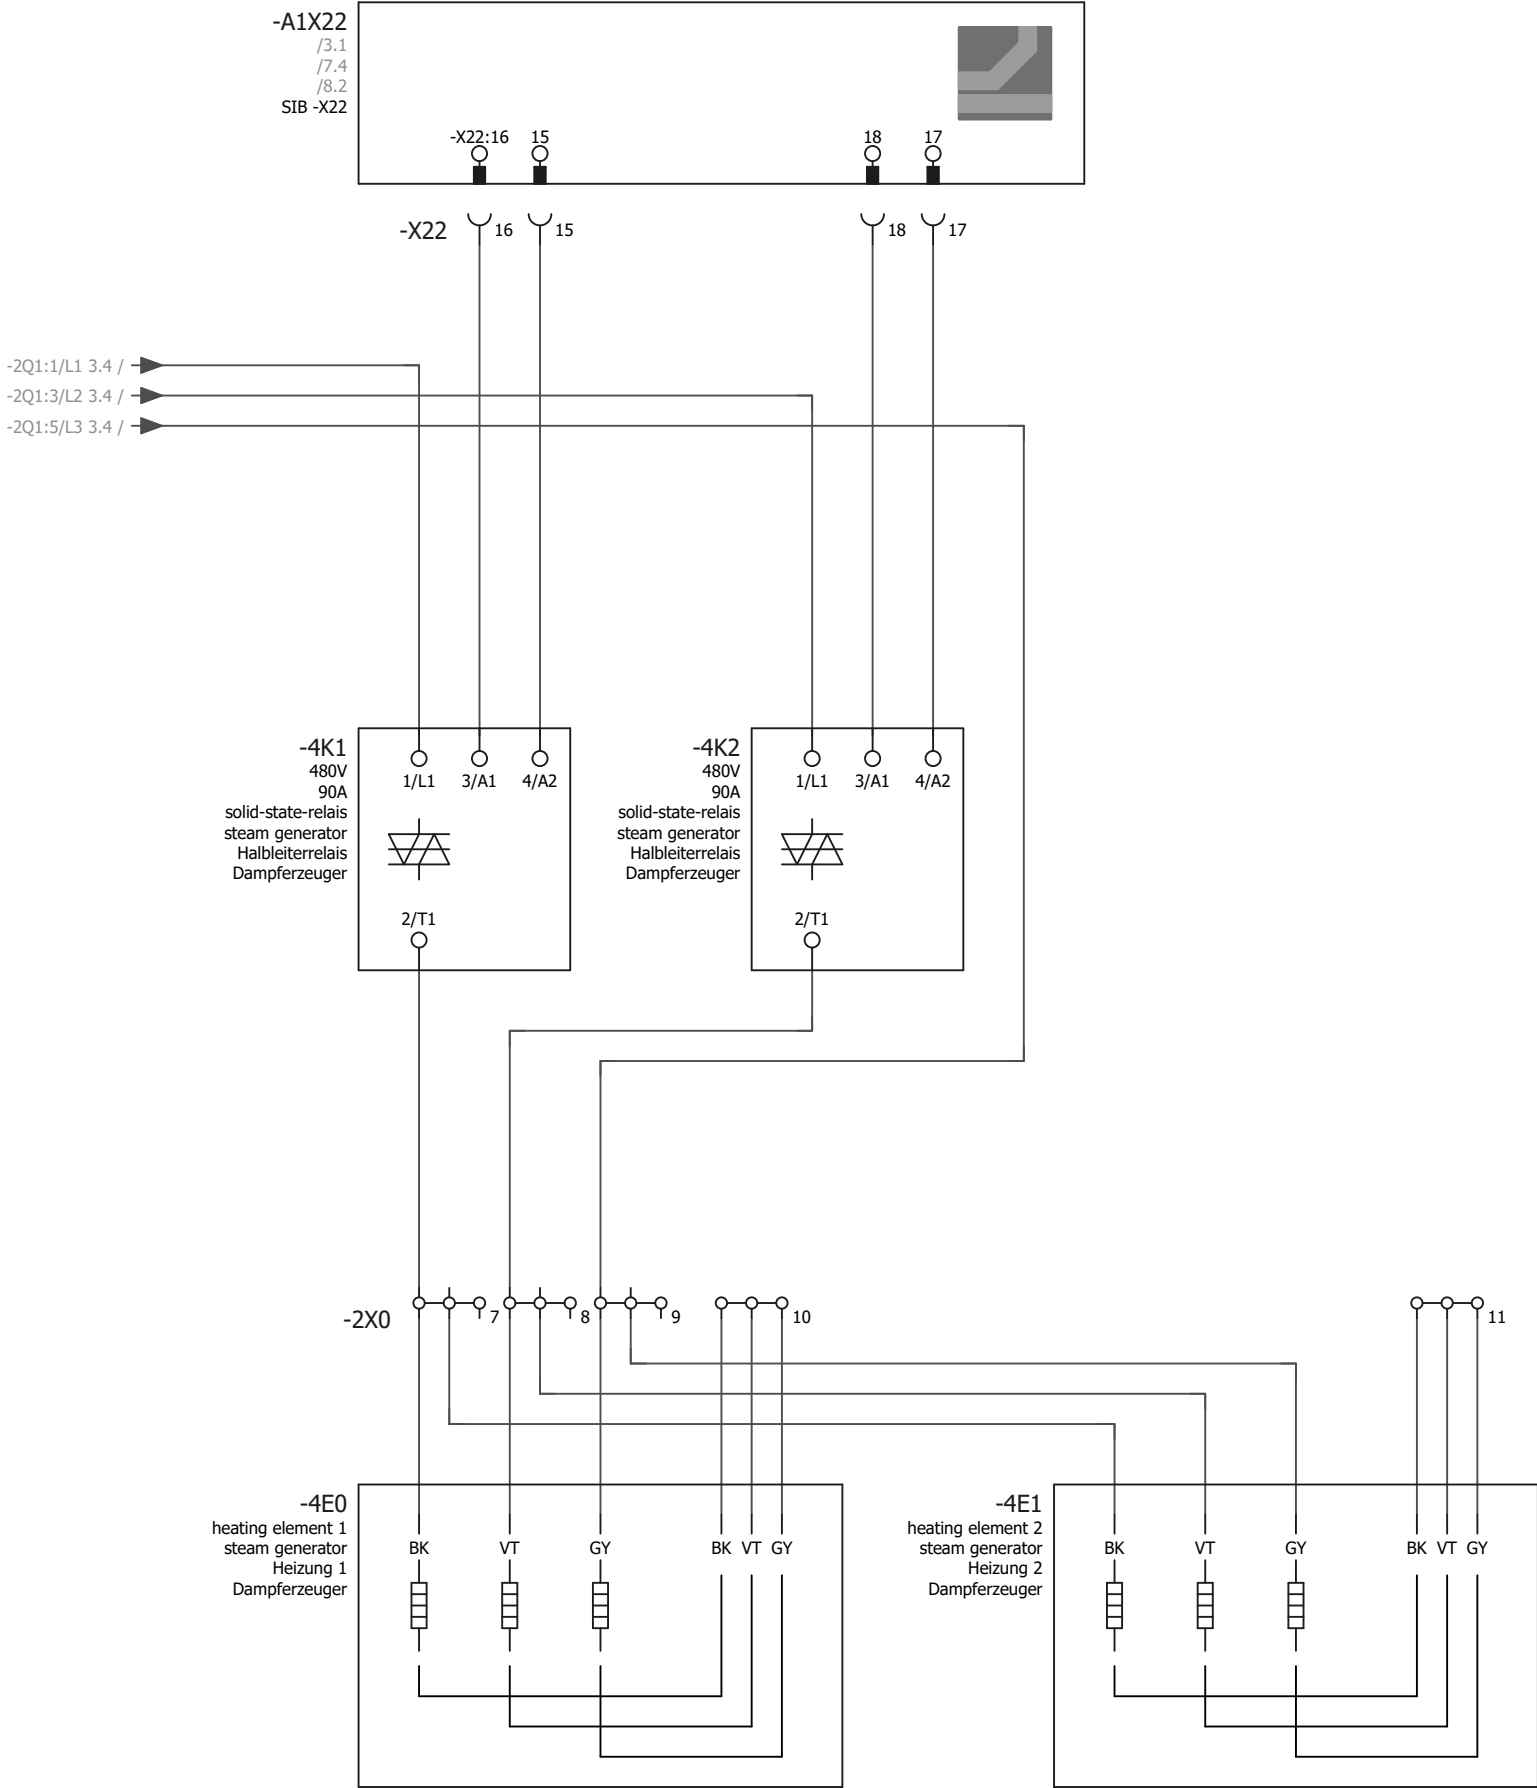 -A1X22
/3.1
/7.4
/8.2
SIB -X22
-X22:16 15 18 17
-X22 16 15 18 17
-2Q1:1/L1 3.4 /
-2Q1:3/L2 3.4 /
-2Q1:5/L3 3.4 /
-4K1
480V
90A
solid-state-relais
steam generator
Halbleiterrelais
Dampferzeuger
1/L1 3/A1 4/A2
2/T1
-4K2
480V
90A
solid-state-relais
steam generator
Halbleiterrelais
Dampferzeuger
1/L1 3/A1 4/A2
2/T1
-2X0 7 8 9 10 11
-4E0
heating element 1
steam generator
Heizung 1
Dampferzeuger
BK VT GY BK VT GY
-4E1
heating element 2
steam generator
Heizung 2
Dampferzeuger
BK VT GY BK VT GY